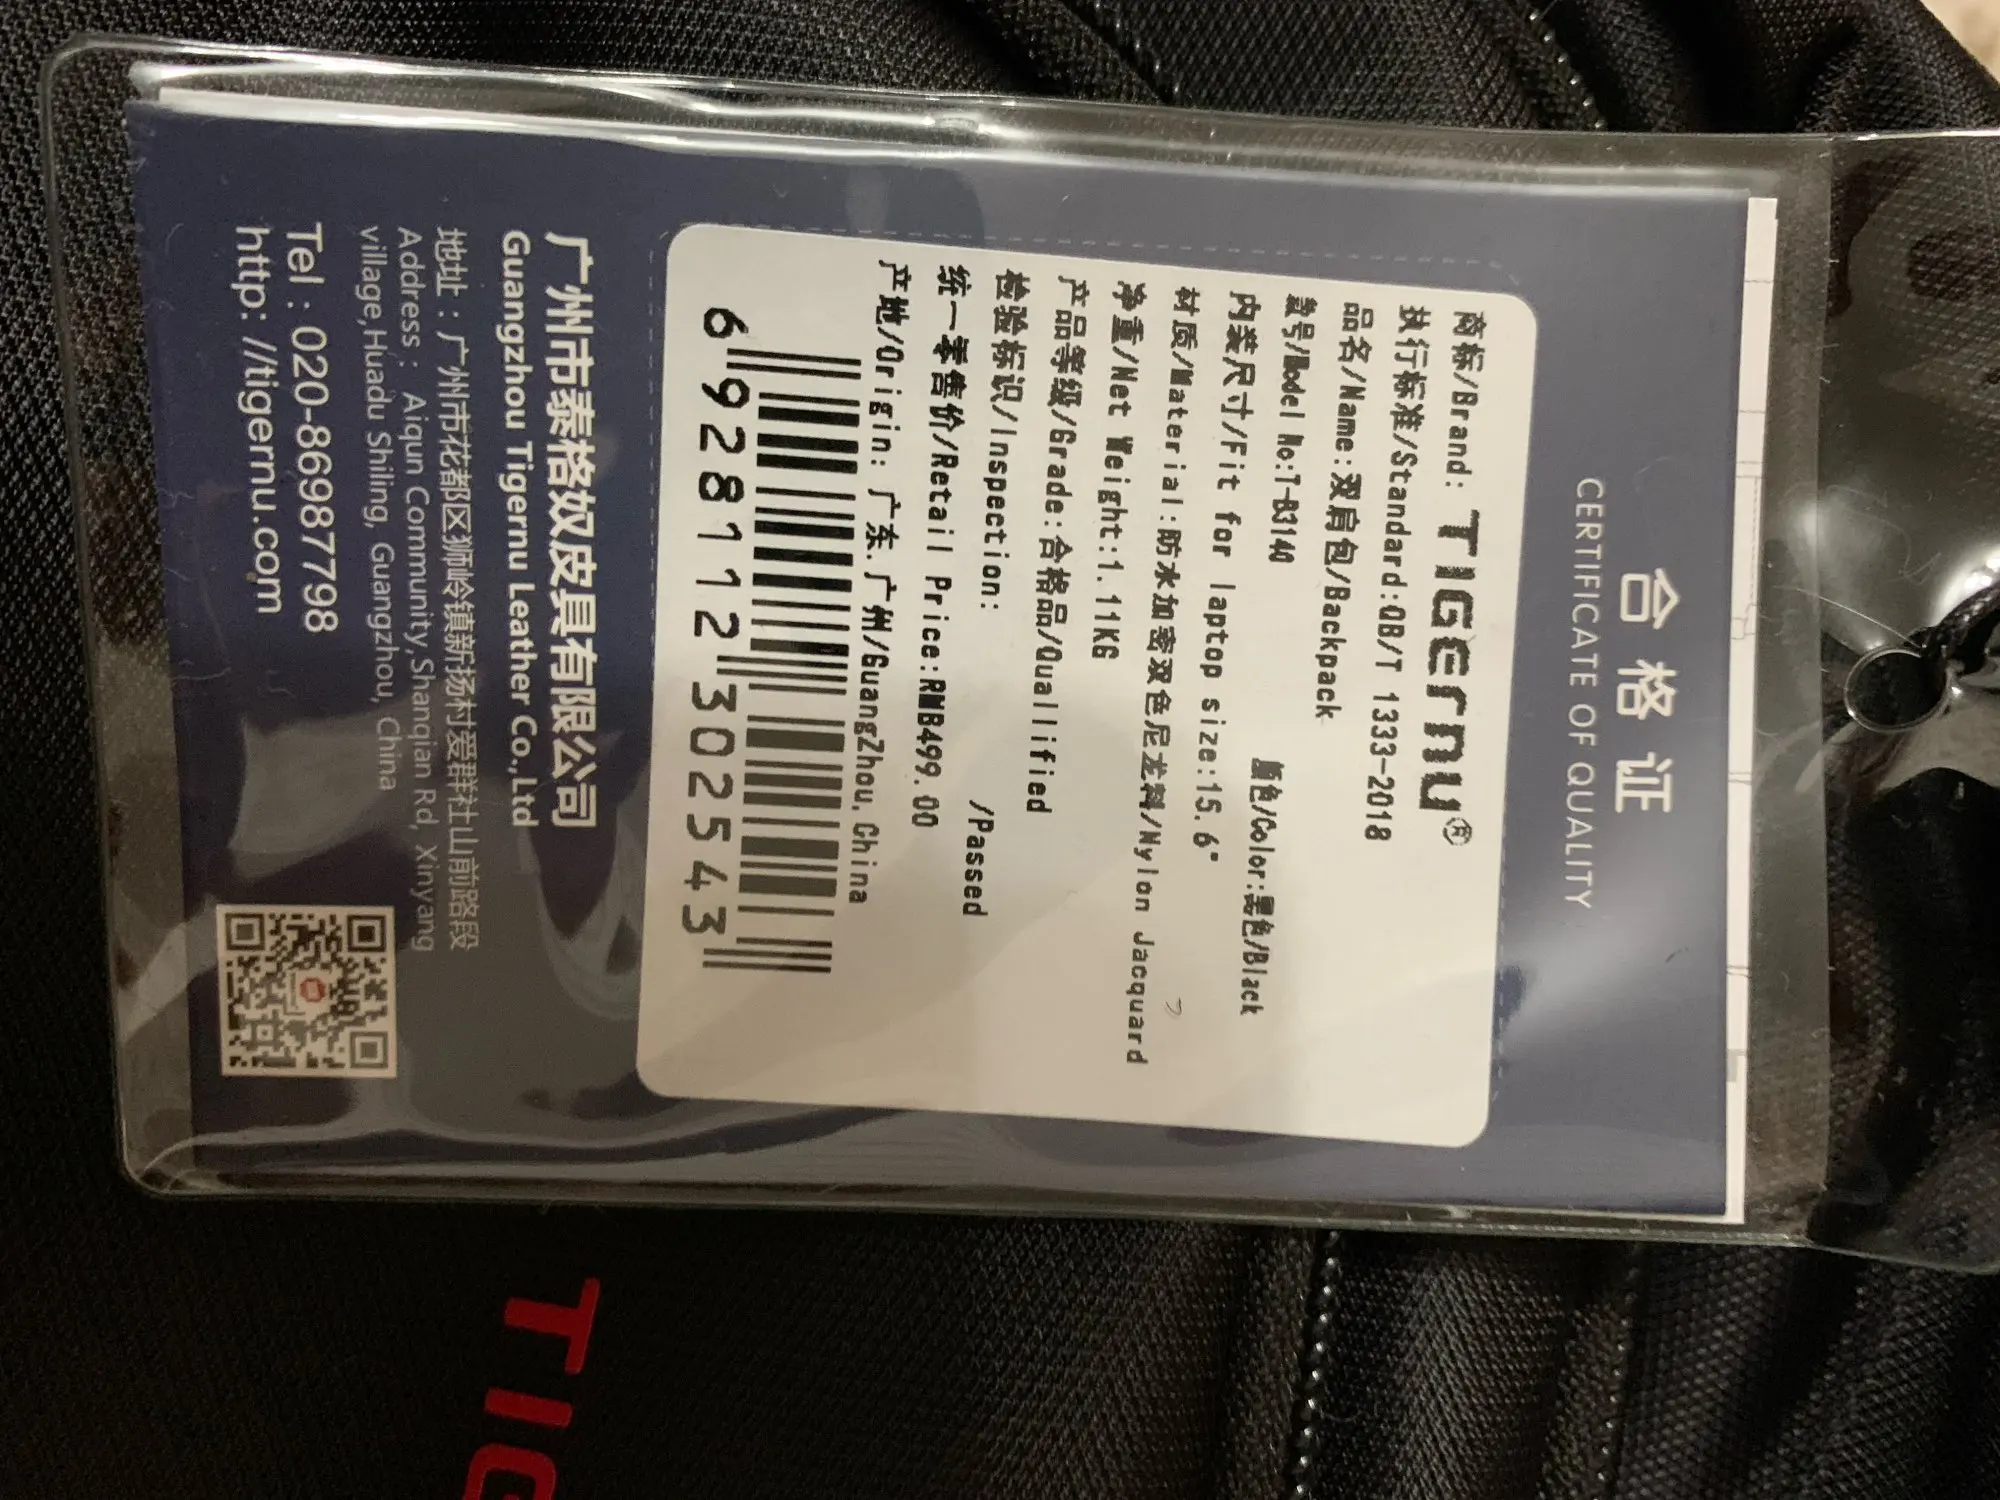 合格证
CERTIFICATE OF QUALITY
商标/Brand: TIGernu®
执行标准/Standard:QB/T 1333-2018
品名/Name:双肩包/Backpack
款号/Model No:T-B3140 颜色/Color:黑色/Black
内装尺寸/Fit for laptop size:15.6"
材质/Material:防水加密双色尼龙料/Nylon Jacquard
净重/Net Weight:1.11KG
产品等级/Grade:合格品/Quallified
检验标识/Inspection: /Passed
统一零售价/Retail Price:RMB499.00
产地/Origin: 广东.广州/GuangZhou,China
6 928112 302543
广州市泰格奴皮具有限公司
Guangzhou Tigernu Leather Co.,Ltd
地址：广州市花都区狮岭镇新扬村爱群社山前路段
Address： Aiqun Community,Shanqian Rd, Xinyang
village,Huadu Shiling, Guangzhou, China
Tel：020-86987798
http: //tigernu.com
TIG